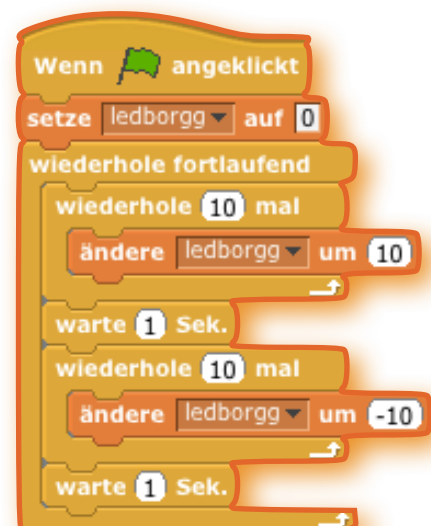 Wenn angeklickt
setze ledborgg auf 0
wiederhole fortlaufend
wiederhole 10 mal
ändere ledborgg um 10
warte 1 Sek.
wiederhole 10 mal
ändere ledborgg um -10
warte 1 Sek.